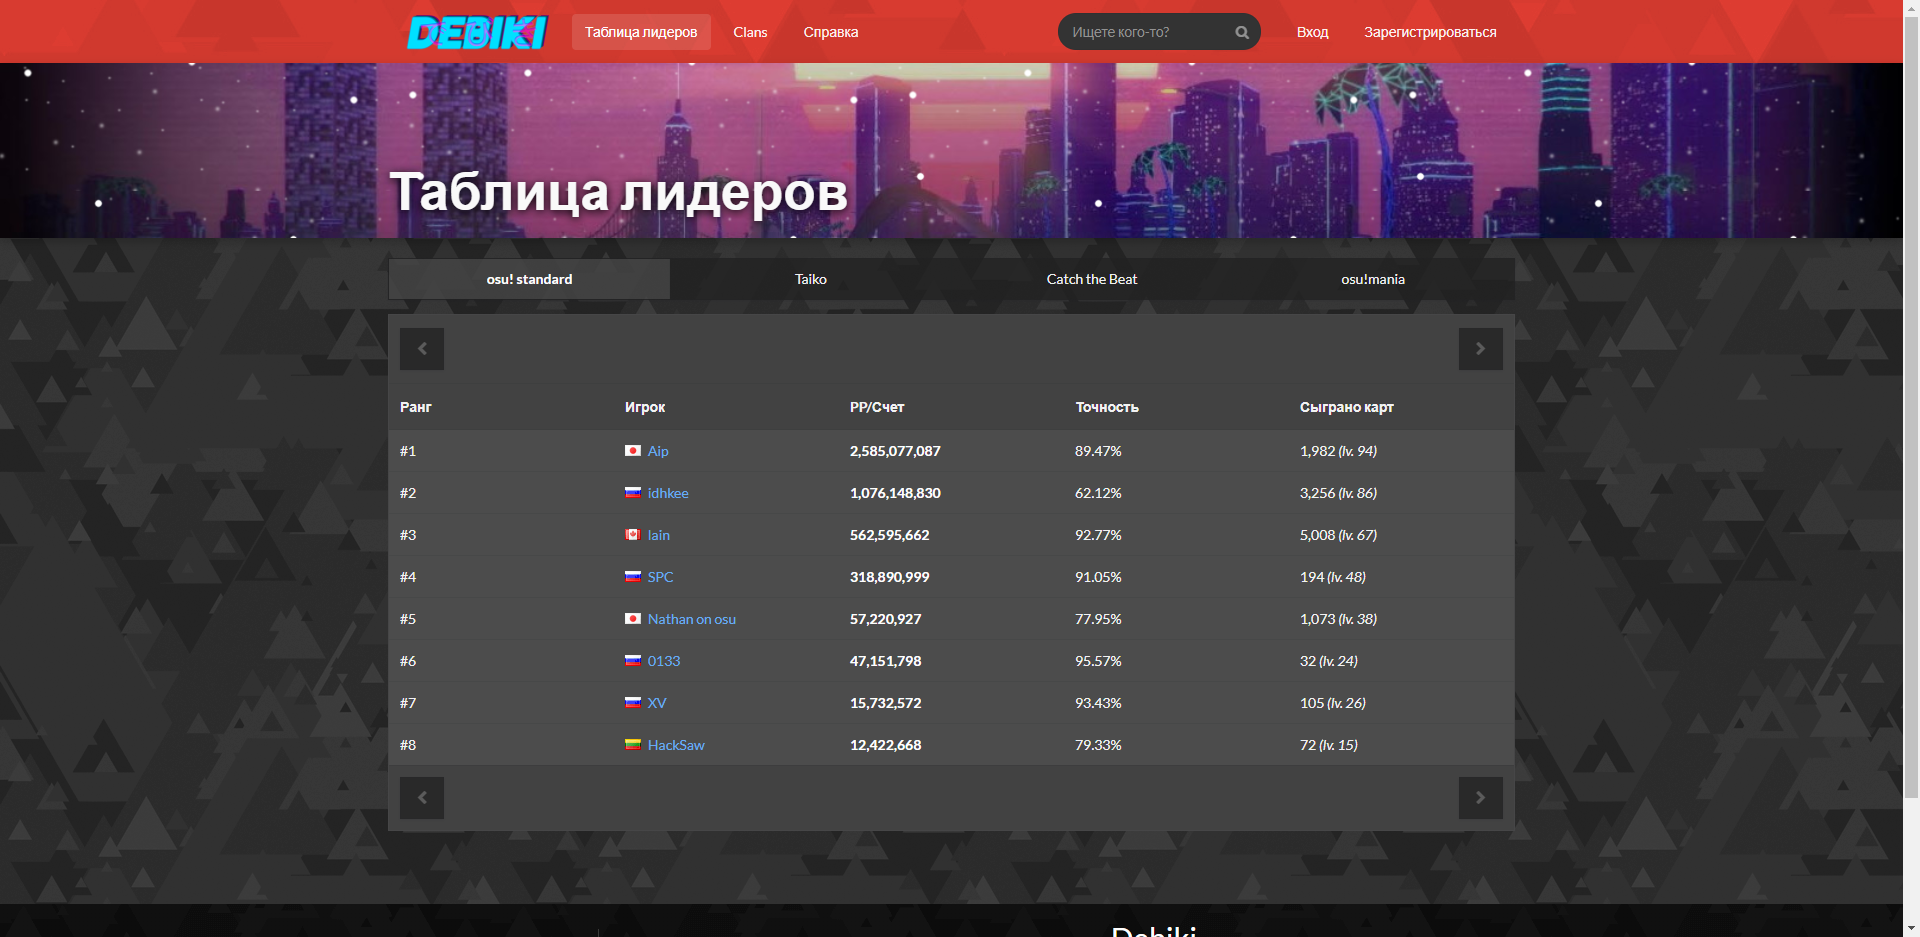 DEBIKI Таблица лидеров Clans Справка Ищете кого-то? Вход Зарегистрироваться
Таблица лидеров
osu! standard Taiko Catch the Beat osu!mania
Ранг Игрок PP/Счет Точность Сыграно карт
#1 Aip 2,585,077,087 89.47% 1,982 (lv. 94)
#2 idhkee 1,076,148,830 62.12% 3,256 (lv. 86)
#3 lain 562,595,662 92.77% 5,008 (lv. 67)
#4 SPC 318,890,999 91.05% 194 (lv. 48)
#5 Nathan on osu 57,220,927 77.95% 1,073 (lv. 38)
#6 0133 47,151,798 95.57% 32 (lv. 24)
#7 XV 15,732,572 93.43% 105 (lv. 26)
#8 HackSaw 12,422,668 79.33% 72 (lv. 15)
Debiki